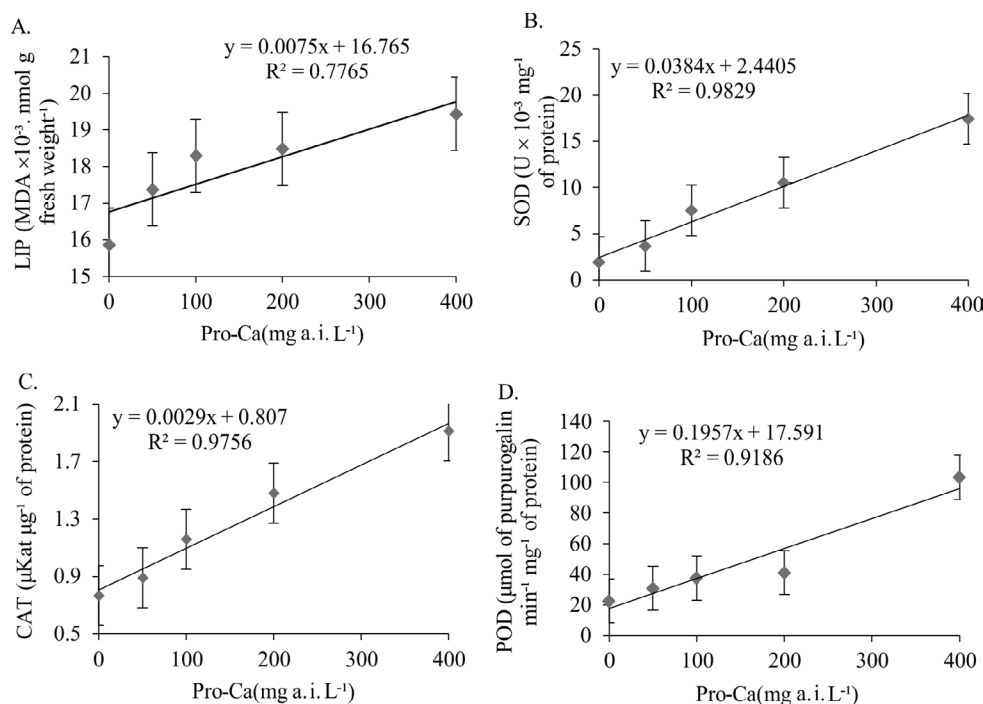 A.
y = 0.0075x + 16.765
R² = 0.7765
LIP (MDA ×10⁻³. nmol g
fresh weight⁻¹)
21
20
19
18
17
16
15
0
100
200
300
400
Pro-Ca(mg a.i. L⁻¹)
B.
y = 0.0384x + 2.4405
R² = 0.9829
SOD (U × 10⁻³ mg⁻¹
of protein)
25
20
15
10
5
0
0
100
200
300
400
Pro-Ca(mg a.i. L⁻¹)
C.
y = 0.0029x + 0.807
R² = 0.9756
CAT (µKat µg⁻¹ of protein)
2.1
1.7
1.3
0.9
0.5
0
100
200
300
400
Pro-Ca(mg a.i. L⁻¹)
D.
y = 0.1957x + 17.591
R² = 0.9186
POD (µmol of purpurogalin
min⁻¹ mg⁻¹ of protein)
140
120
100
80
60
40
20
0
0
100
200
300
400
Pro-Ca(mg a.i. L⁻¹)